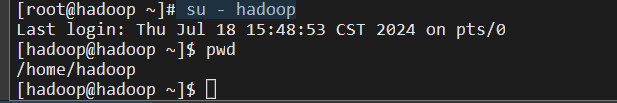 [root@hadoop ~]# su - hadoop
Last login: Thu Jul 18 15:48:53 CST 2024 on pts/0
[hadoop@hadoop ~]$ pwd
/home/hadoop
[hadoop@hadoop ~]$